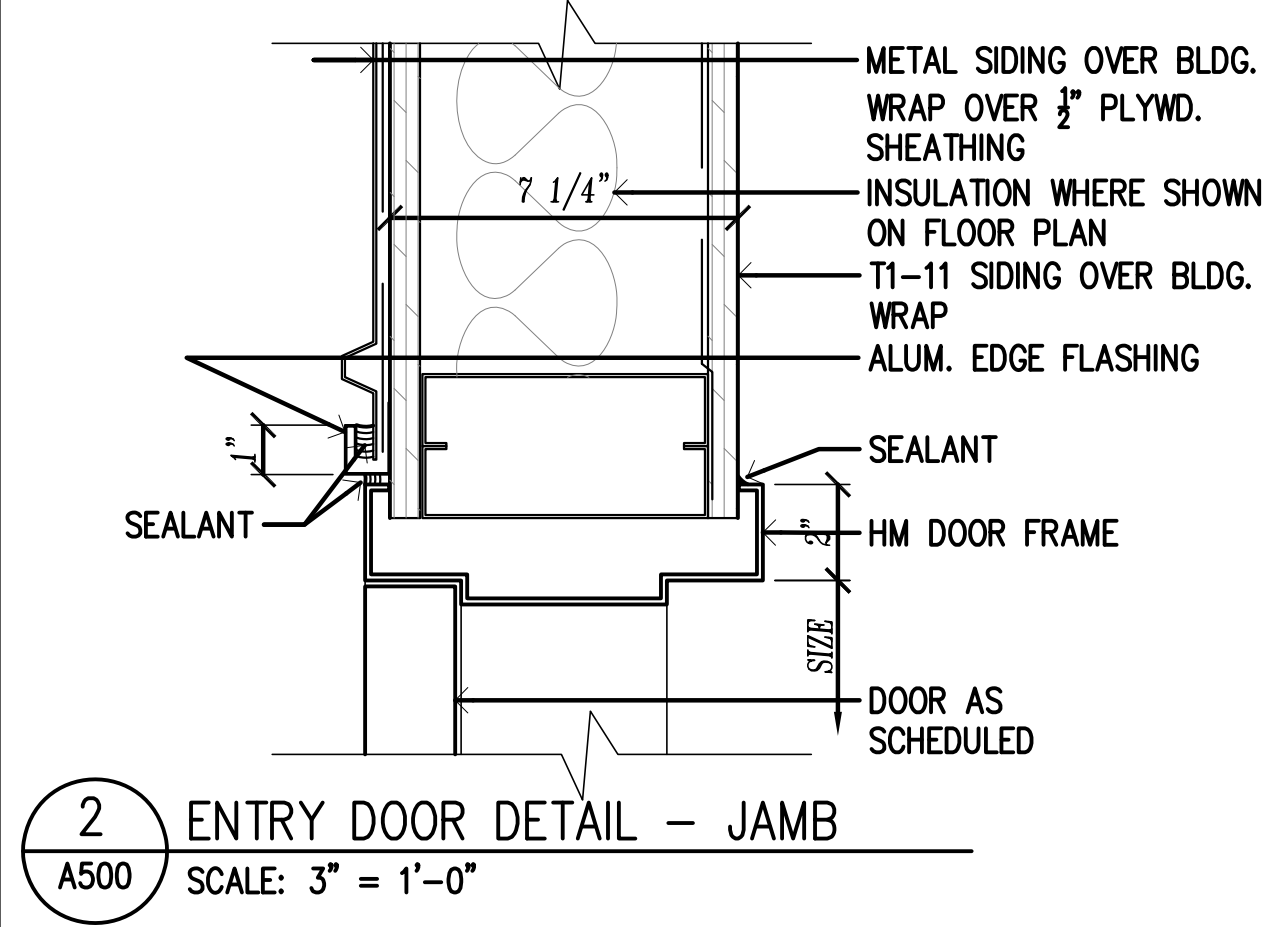 METAL SIDING OVER BLDG.
WRAP OVER 1/2" PLYWD.
SHEATHING
7 1/4"
INSULATION WHERE SHOWN
ON FLOOR PLAN
T1-11 SIDING OVER BLDG.
WRAP
ALUM. EDGE FLASHING
1"
SEALANT
SEALANT
2"
HM DOOR FRAME
SIZE
DOOR AS
SCHEDULED
2
ENTRY DOOR DETAIL - JAMB
A500
SCALE: 3" = 1'-0"